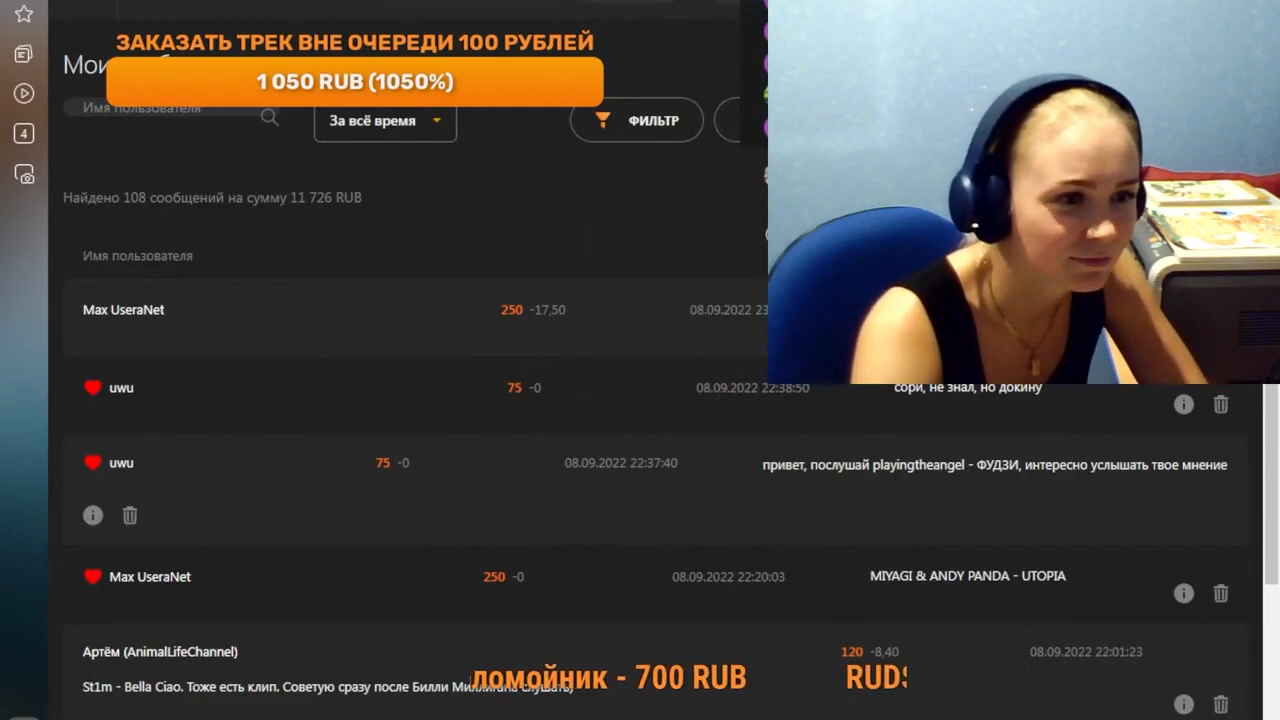 ЗАКАЗАТЬ ТРЕК ВНЕ ОЧЕРЕДИ 100 РУБЛЕЙ
Мои
1 050 RUB (1050%)
Имя пользователя
За всё время
ФИЛЬТР
4
Найдено 108 сообщений на сумму 11 726 RUB
Имя пользователя
Max UseraNet 250 -17,50 08.09.2022 23
uwu 75 -0 08.09.2022 22:38:50 сори, не знал, но докину
uwu 75 -0 08.09.2022 22:37:40 привет, послушай playingtheangel - ФУДЗИ, интересно услышать твое мнение
Max UseraNet 250 -0 08.09.2022 22:20:03 MIYAGI & ANDY PANDA - UTOPIA
Артём (AnimalLifeChannel) 120 -8,40 08.09.2022 22:01:23
St1m - Bella Ciao. Тоже есть клип. Советую сразу после Билли Миллигана слушать)
ломойник - 700 RUB RUDS